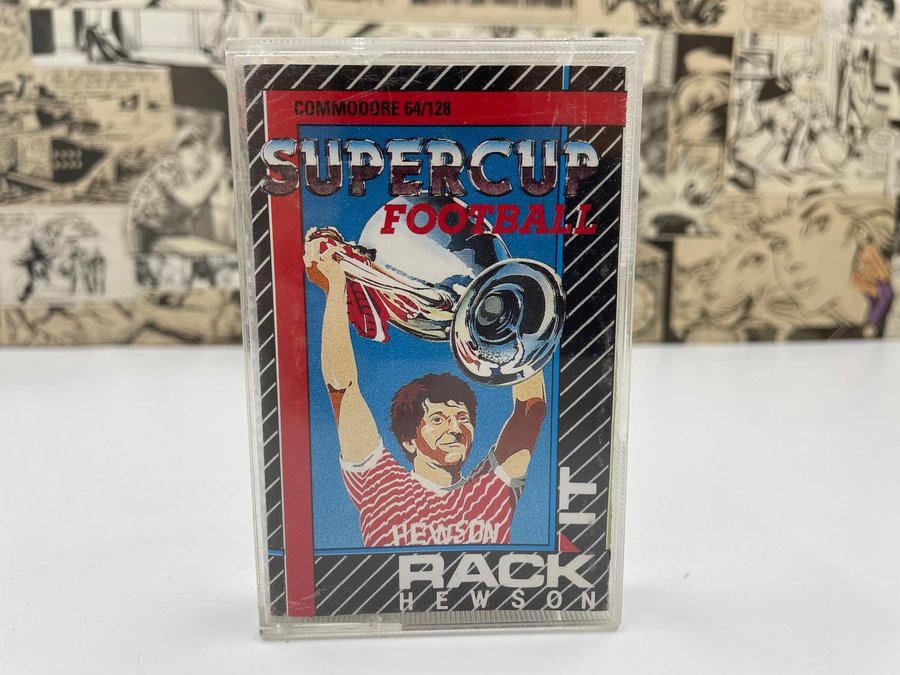 COMMODORE 64/128
SUPERCUP
FOOTBALL
HEWSON
RACK IT
HEWSON